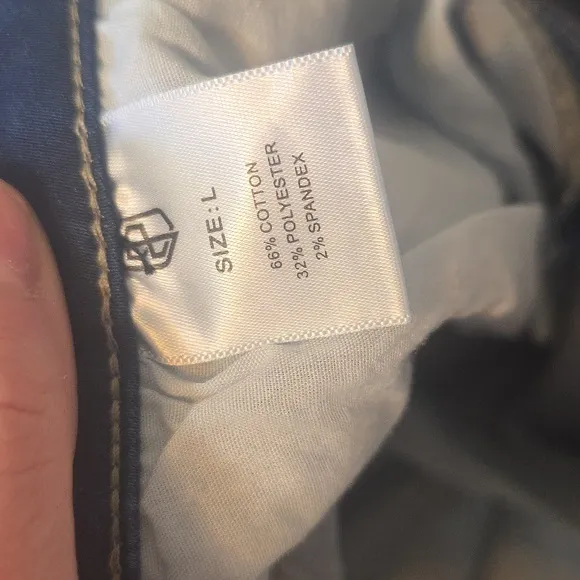 SIZE: L
66% COTTON
32% POLYESTER
2% SPANDEX